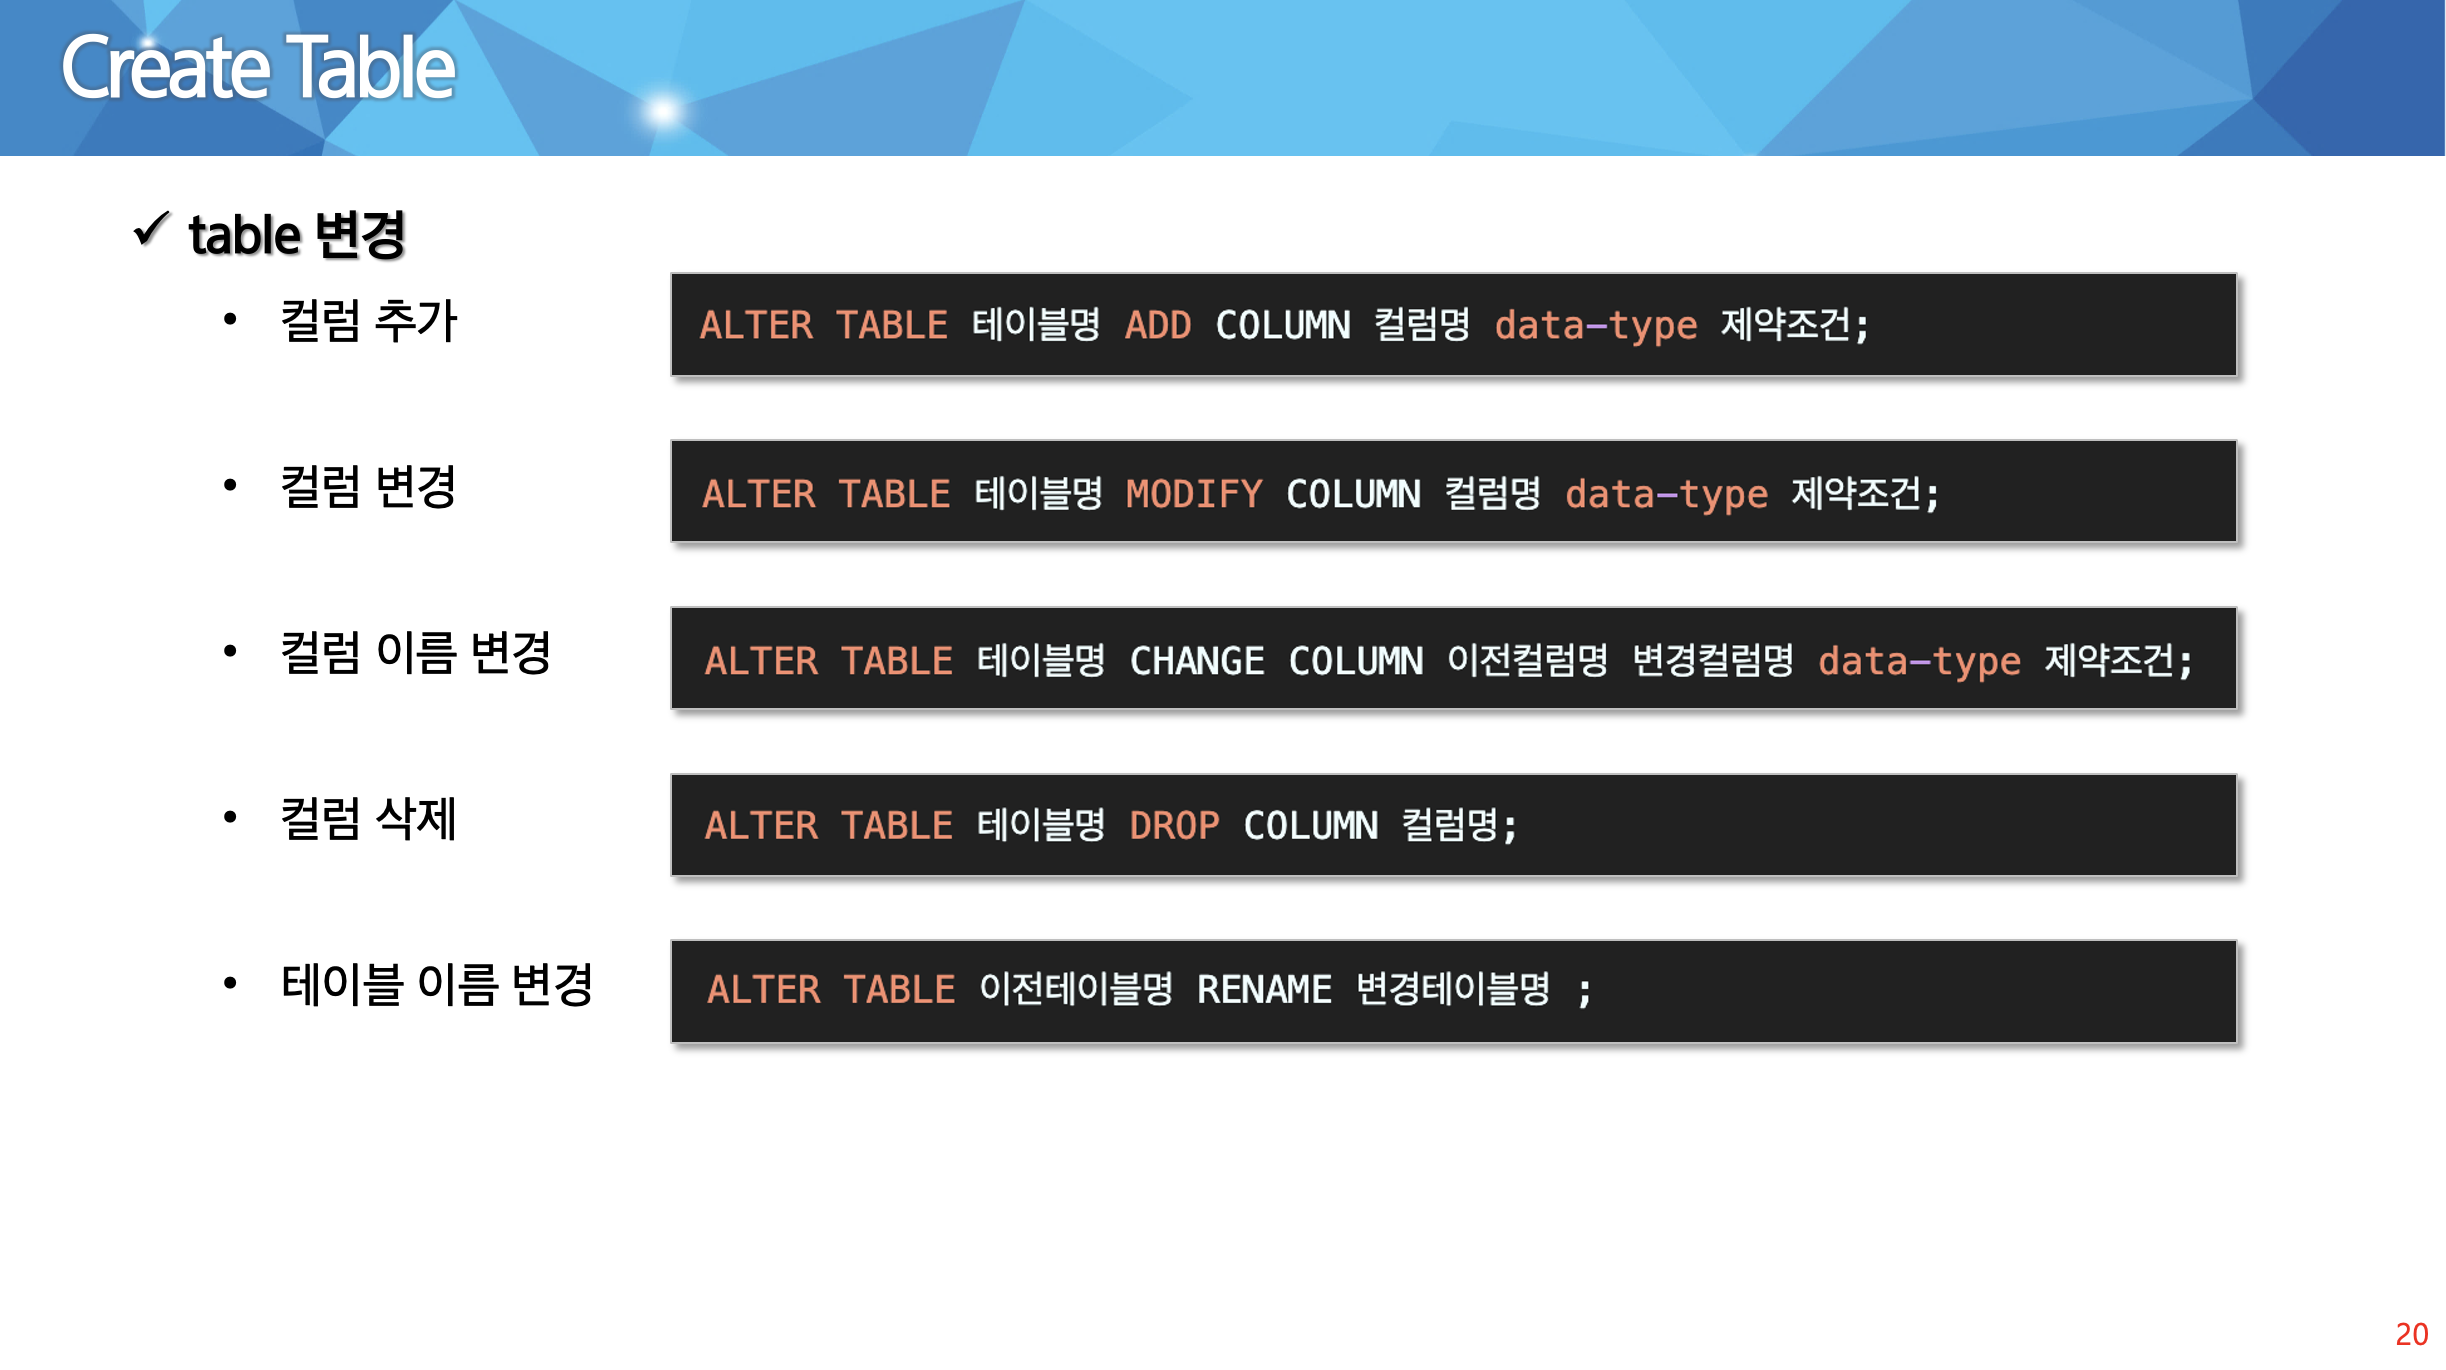 Create Table
✓ table 변경
• 컬럼 추가
ALTER TABLE 테이블명 ADD COLUMN 컬럼명 data-type 제약조건;
• 컬럼 변경
ALTER TABLE 테이블명 MODIFY COLUMN 컬럼명 data-type 제약조건;
• 컬럼 이름 변경
ALTER TABLE 테이블명 CHANGE COLUMN 이전컬럼명 변경컬럼명 data-type 제약조건;
• 컬럼 삭제
ALTER TABLE 테이블명 DROP COLUMN 컬럼명;
• 테이블 이름 변경
ALTER TABLE 이전테이블명 RENAME 변경테이블명 ;
20